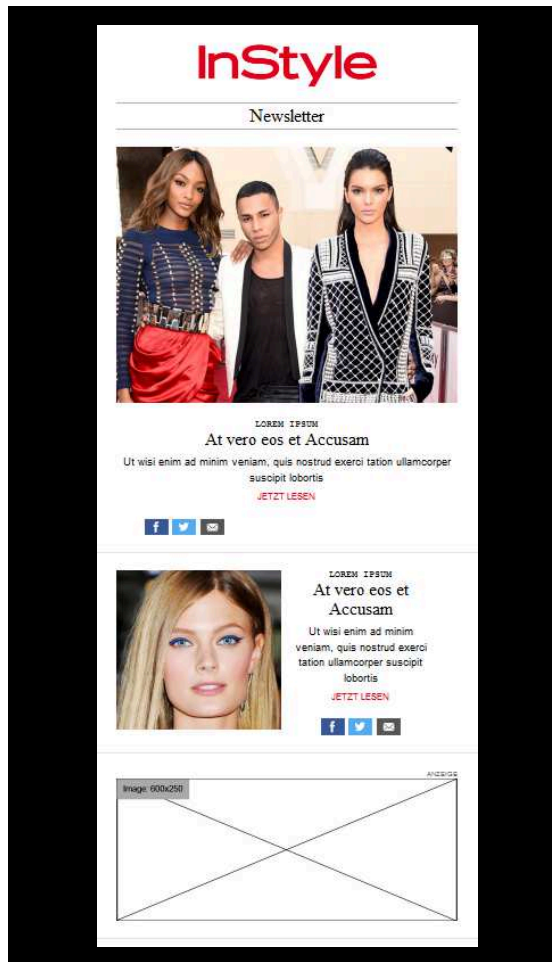 InStyle
Newsletter
LOREM IPSUM
At vero eos et Accusam
Ut wisi enim ad minim veniam, quis nostrud exerci tation ullamcorper
suscipit lobortis
JETZT LESEN
LOREM IPSUM
At vero eos et
Accusam
Ut wisi enim ad minim
veniam, quis nostrud exerci
tation ullamcorper suscipit
lobortis
JETZT LESEN
ANZEIGE
Image: 600x250